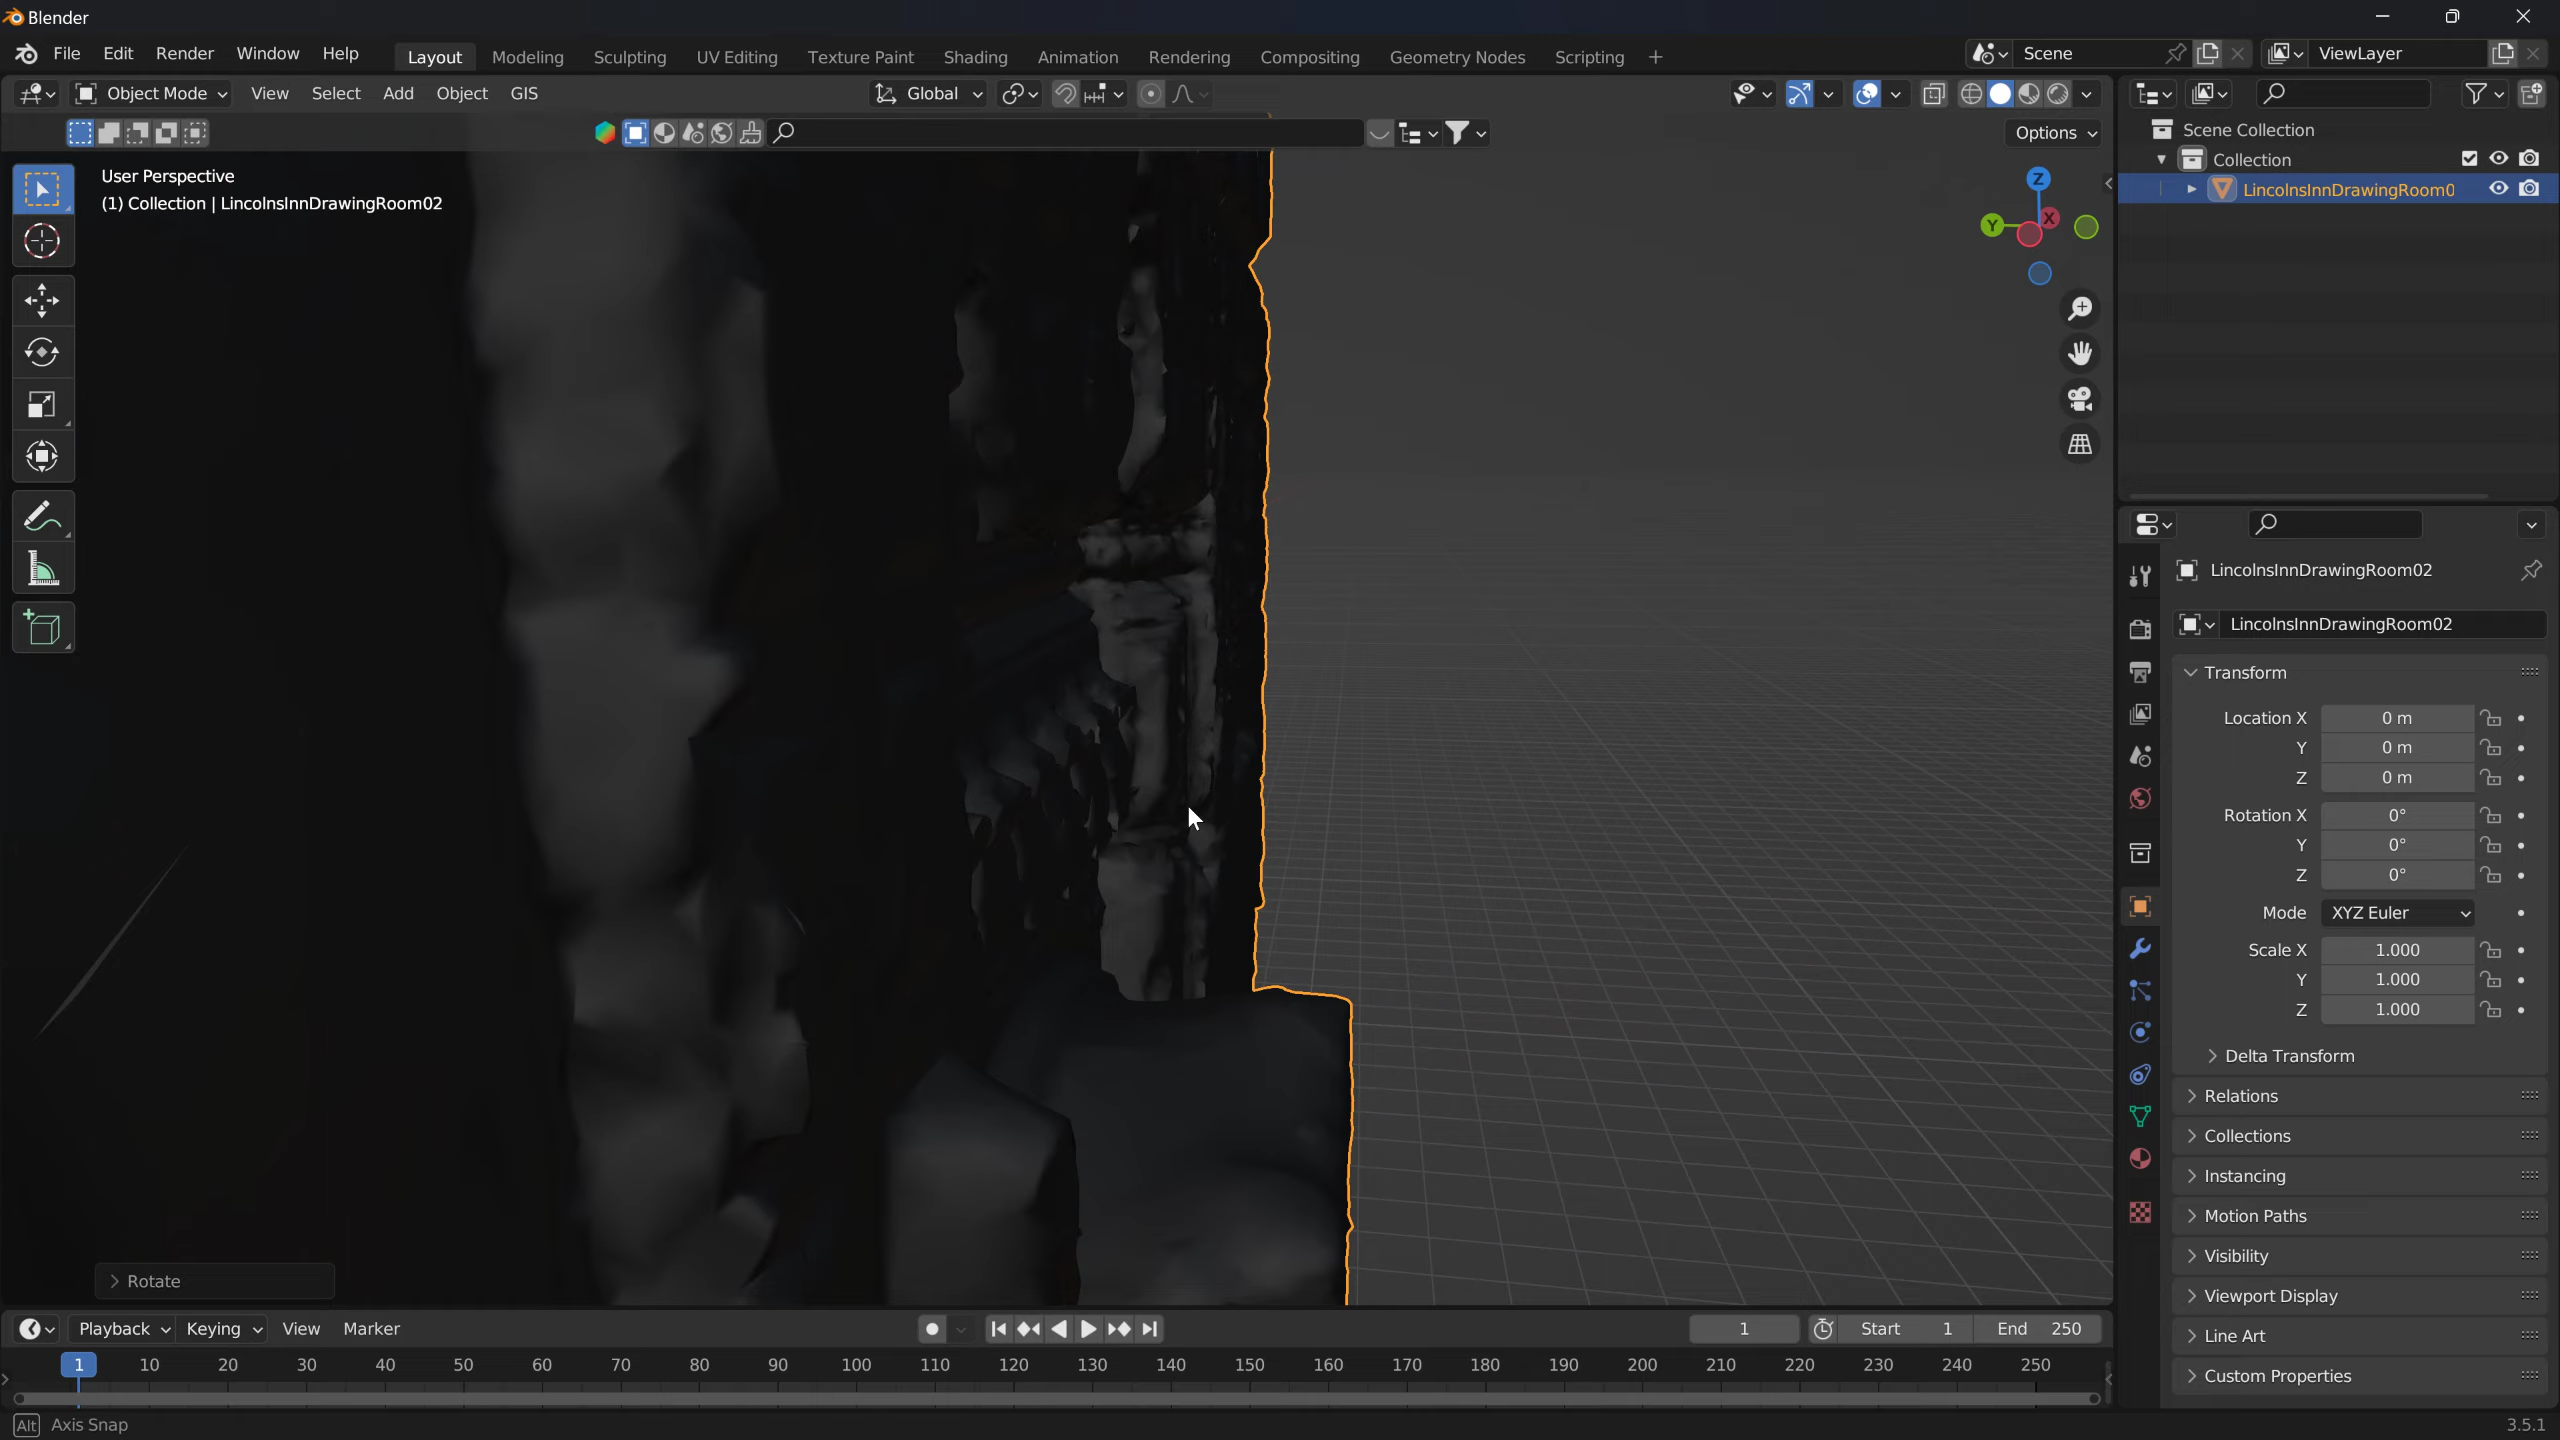 Blender
File Edit Render Window Help Layout Modeling Sculpting UV Editing Texture Paint Shading Animation Rendering Compositing Geometry Nodes Scripting + Scene ViewLayer
Object Mode View Select Add Object GIS Global
Options
User Perspective
(1) Collection | LincolnsInnDrawingRoom02
Z
Y
X
Scene Collection
Collection
LincolnsInnDrawingRoom0
LincolnsInnDrawingRoom02
LincolnsInnDrawingRoom02
Transform
Location X 0 m
Y 0 m
Z 0 m
Rotation X 0°
Y 0°
Z 0°
Mode XYZ Euler
Scale X 1.000
Y 1.000
Z 1.000
Delta Transform
Relations
Collections
Instancing
Motion Paths
Visibility
Viewport Display
Line Art
Custom Properties
Rotate
Playback Keying View Marker 1 Start 1 End 250
1 10 20 30 40 50 60 70 80 90 100 110 120 130 140 150 160 170 180 190 200 210 220 230 240 250
Alt Axis Snap
3.5.1